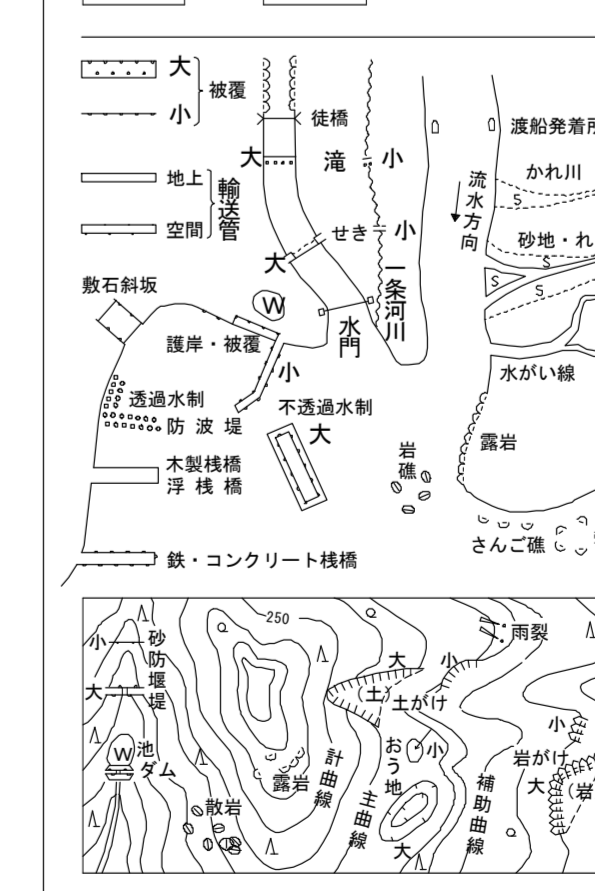 大
小
被覆
地上
空間
輸送管
徒橋
大
滝
小
せき
小
大
一条河川
流水方向
渡船発着所
かれ川
S
砂地・れ
S
S
S
敷石斜坂
W
護岸・被覆
小
水門
水がい線
透過水制
防波堤
不透過水制
大
岩礁
露岩
木製桟橋
浮桟橋
さんご礁
鉄・コンクリート桟橋
250
小
砂防堰堤
大
W
池
ダム
散岩
露岩
計曲線
主曲線
大
(土)
土がけ
小
雨裂
おう地
小
大
補助曲線
小
岩がけ
大
(岩